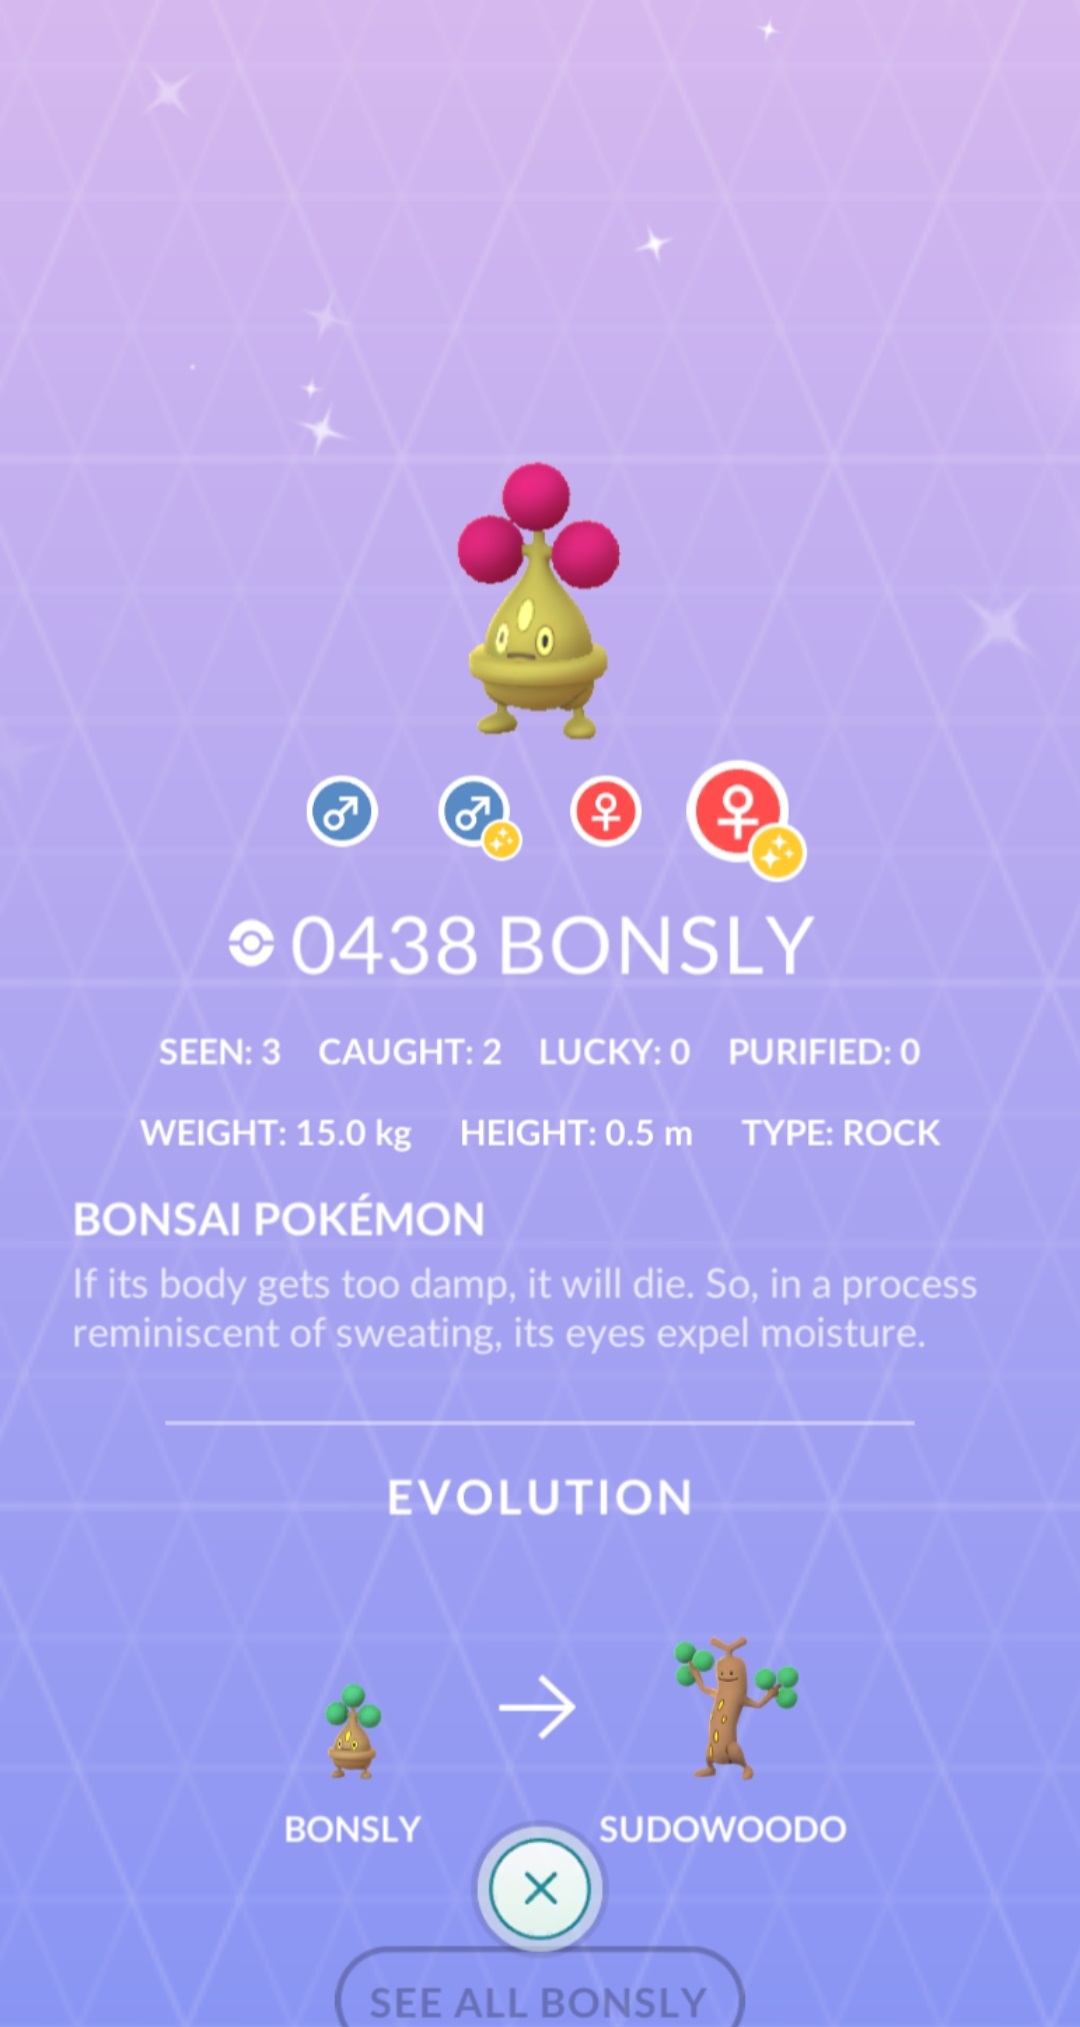 0438 BONSLY
SEEN: 3 CAUGHT: 2 LUCKY: 0 PURIFIED: 0
WEIGHT: 15.0 kg HEIGHT: 0.5 m TYPE: ROCK
BONSAI POKÉMON
If its body gets too damp, it will die. So, in a process
reminiscent of sweating, its eyes expel moisture.
EVOLUTION
BONSLY SUDOWOODO
SEE ALL BONSLY